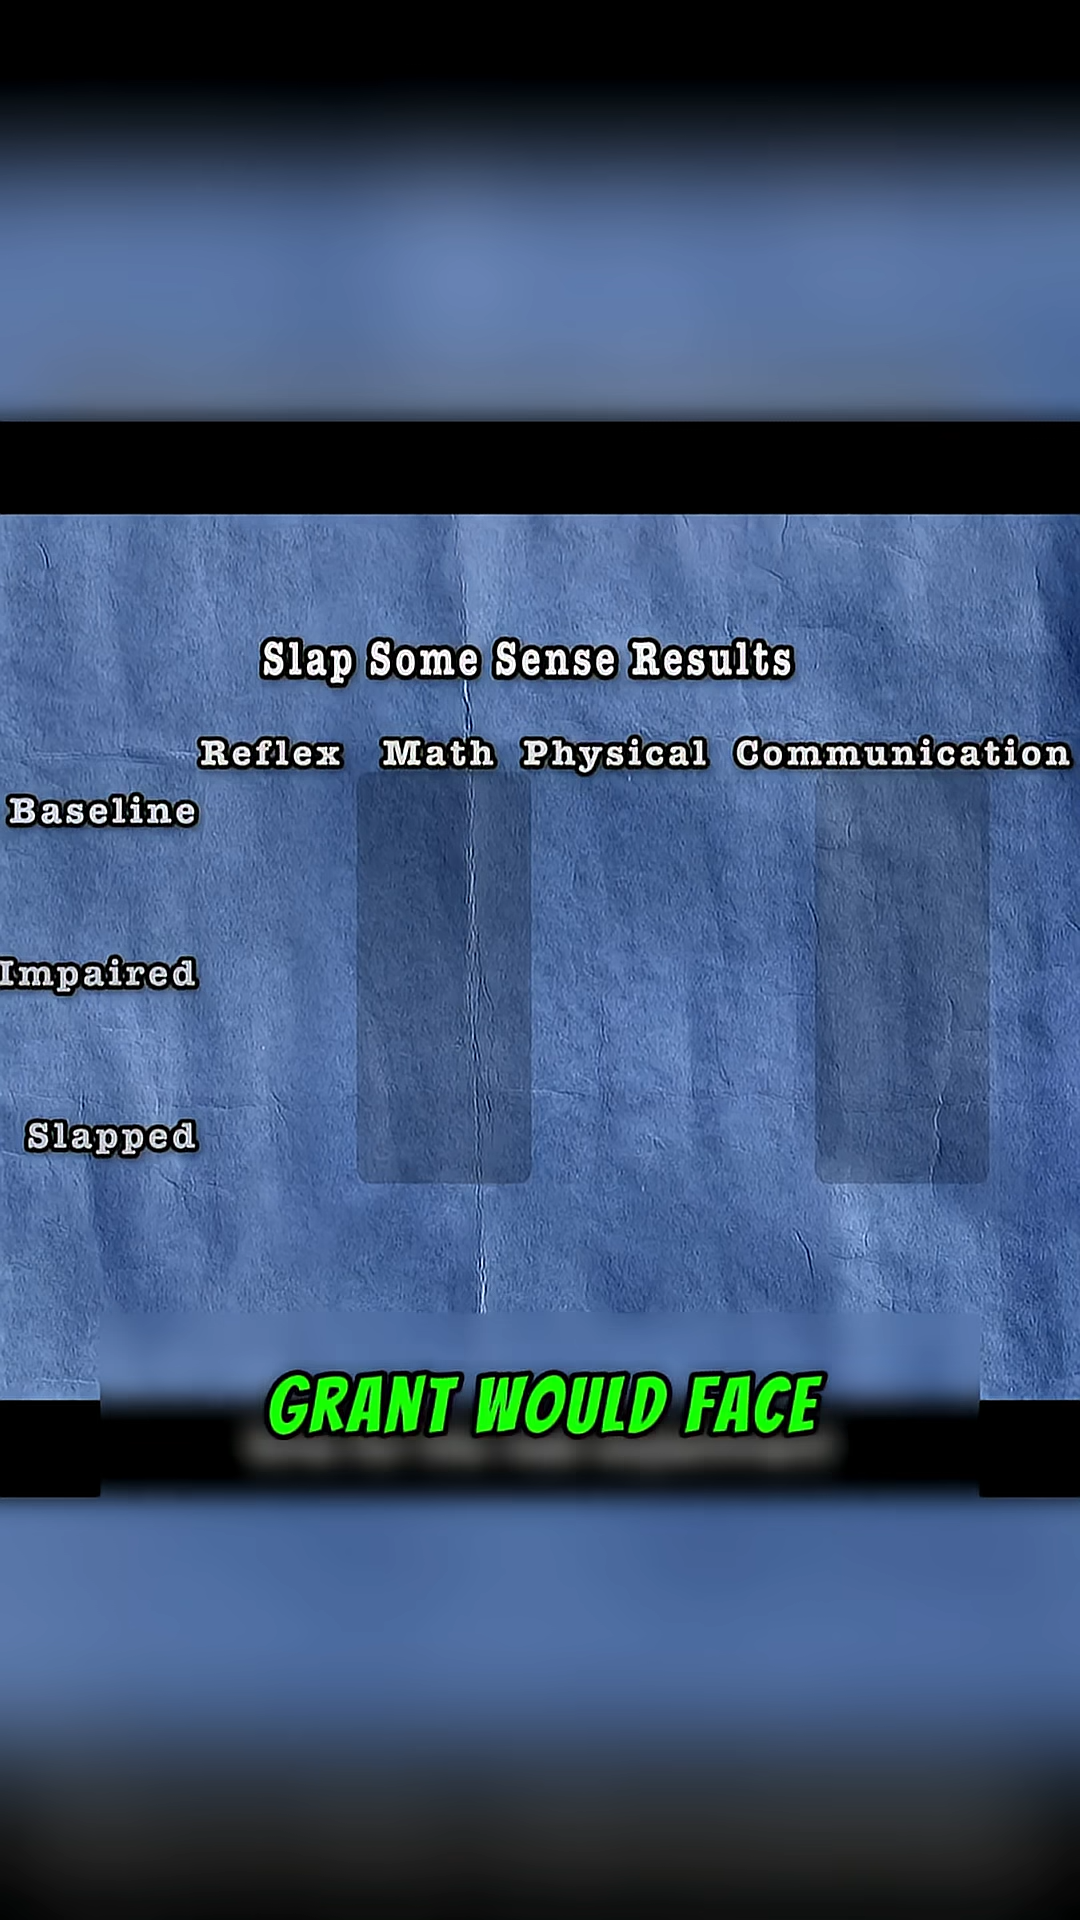 Slap Some Sense Results
Reflex Math Physical Communication
Baseline
Impaired
Slapped
GRANT WOULD FACE